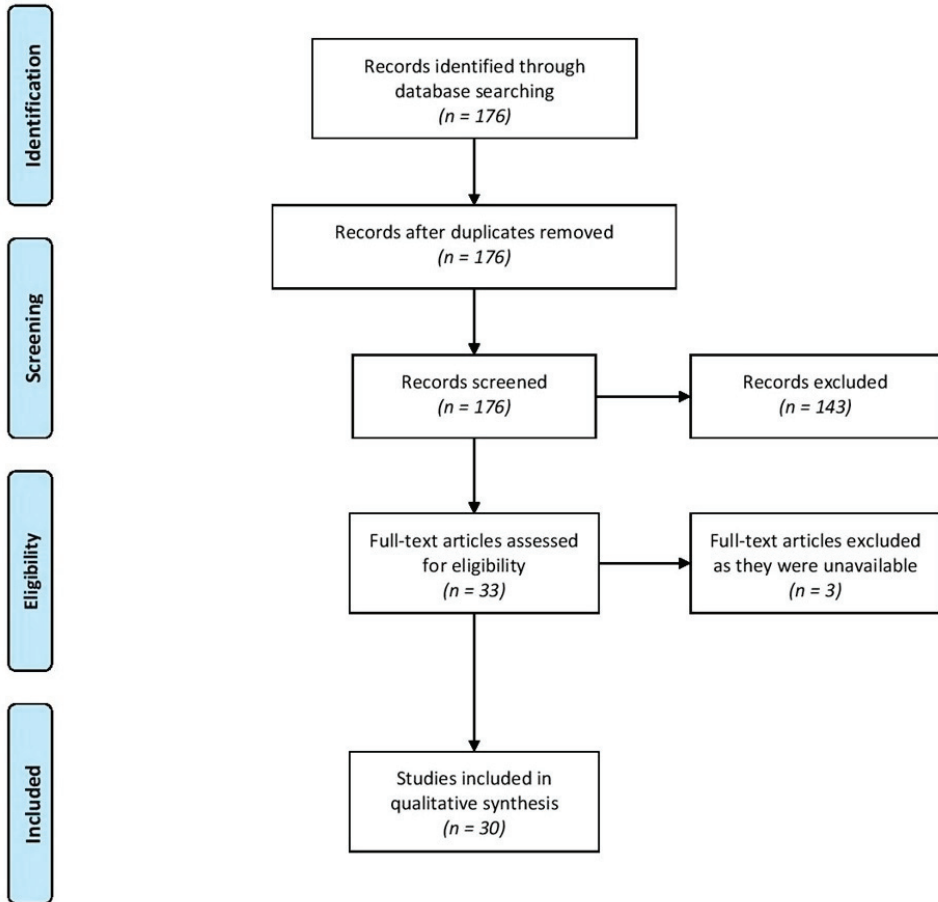 Identification
Records identified through
database searching
(n = 176)
Records after duplicates removed
(n = 176)
Screening
Records screened
(n = 176)
Records excluded
(n = 143)
Eligibility
Full-text articles assessed
for eligibility
(n = 33)
Full-text articles excluded
as they were unavailable
(n = 3)
Included
Studies included in
qualitative synthesis
(n = 30)